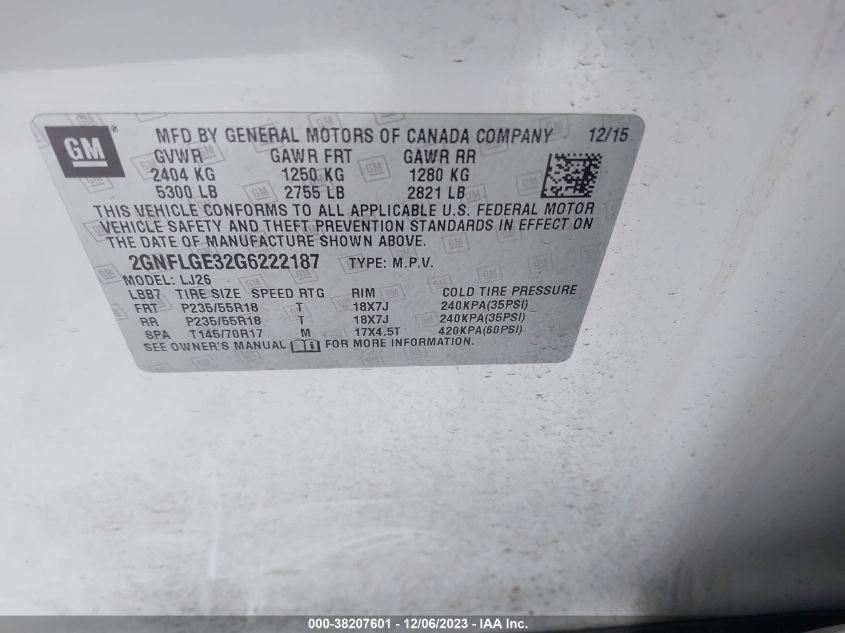 GM®
MFD BY GENERAL MOTORS OF CANADA COMPANY 12/15
GVWR GAWR FRT GAWR RR
2404 KG 1250 KG 1280 KG
5300 LB 2755 LB 2821 LB
THIS VEHICLE CONFORMS TO ALL APPLICABLE U.S. FEDERAL MOTOR
VEHICLE SAFETY AND THEFT PREVENTION STANDARDS IN EFFECT ON
THE DATE OF MANUFACTURE SHOWN ABOVE.
2GNFLGE32G6222187 TYPE: M.P.V.
MODEL: LJ26
LBB7 TIRE SIZE SPEED RTG RIM COLD TIRE PRESSURE
FRT P235/55R18 T 18X7J 240KPA(35PSI)
RR P235/55R18 T 18X7J 240KPA(35PSI)
SPA T145/70R17 M 17X4.5T 420KPA(60PSI)
SEE OWNER'S MANUAL FOR MORE INFORMATION.
000-38207601 - 12/06/2023 - IAA Inc.